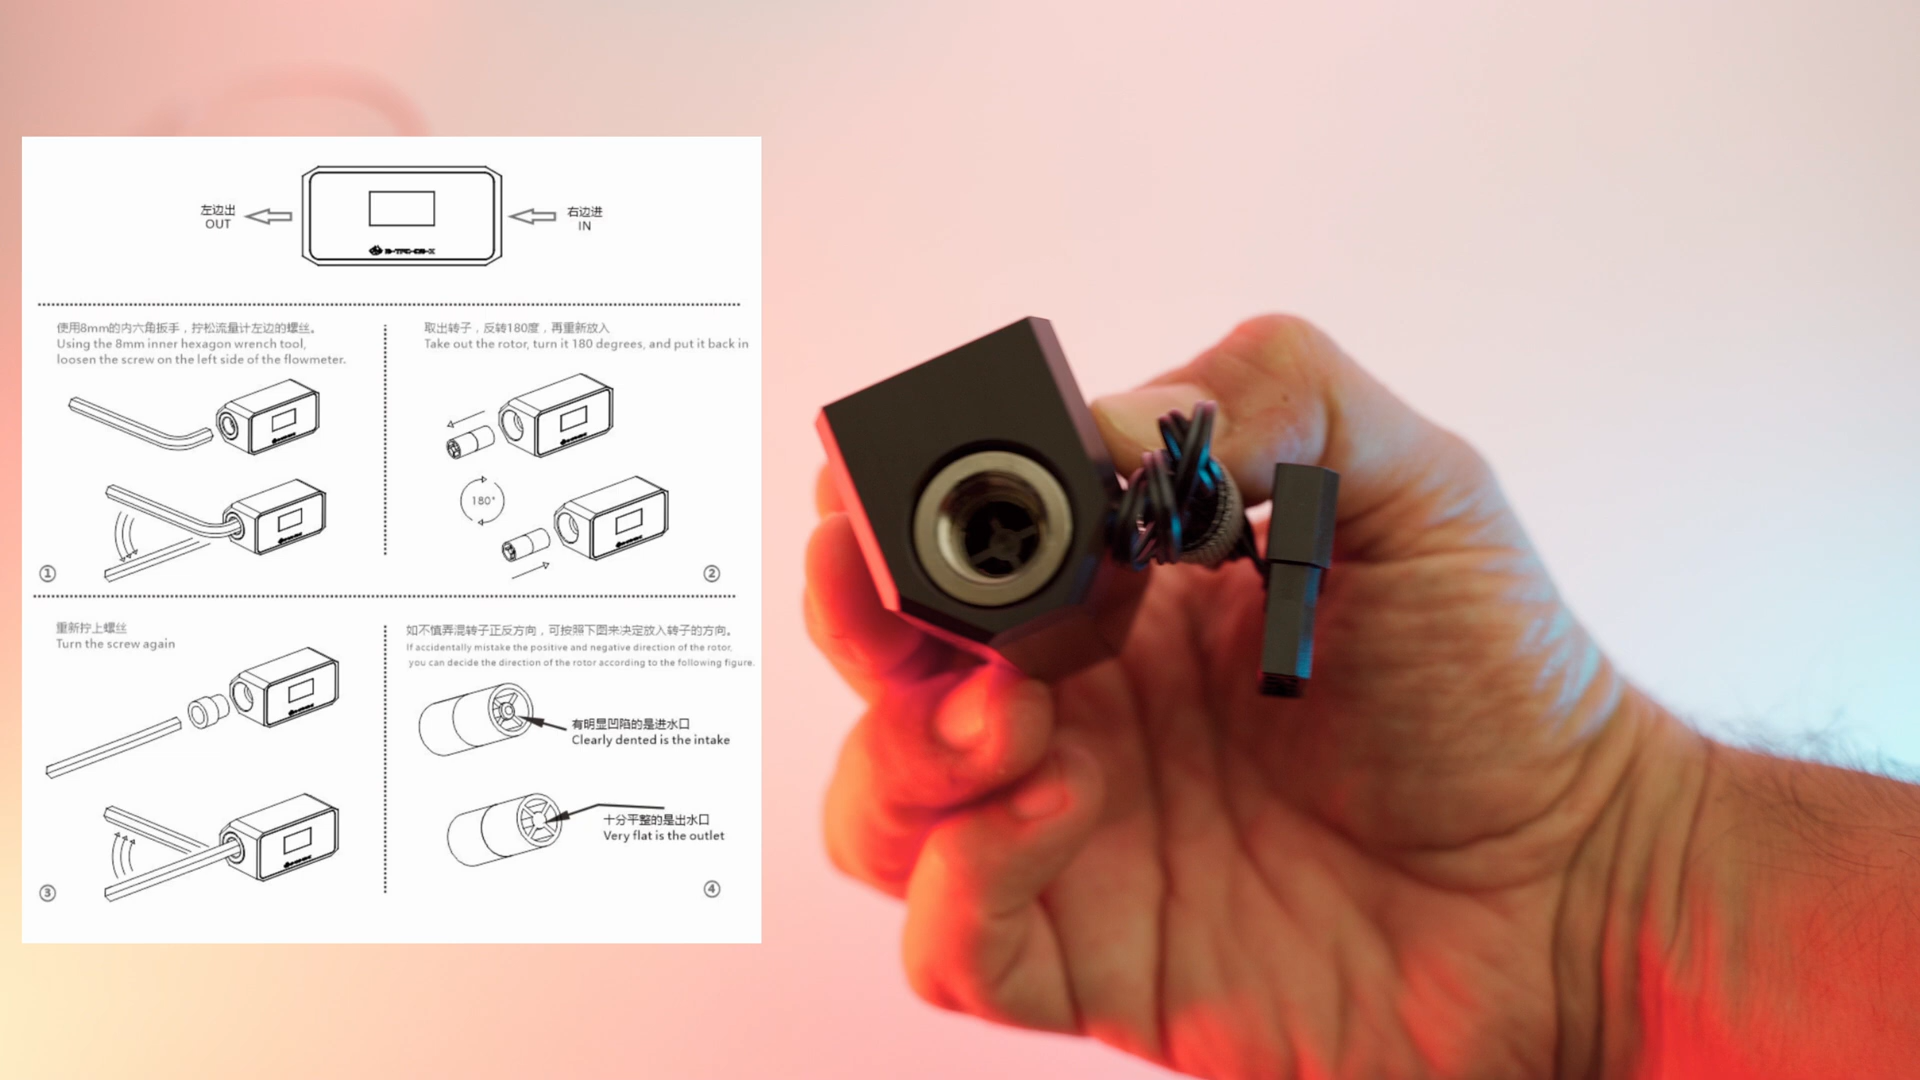 左边出
OUT
右边进
IN
使用8mm的内六角扳手，拧松流量计左边的螺丝。
Using the 8mm inner hexagon wrench tool,
loosen the screw on the left side of the flowmeter.
①
取出转子，反转180度，再重新放入
Take out the rotor, turn it 180 degrees, and put it back in
180°
②
重新拧上螺丝
Turn the screw again
③
如不慎弄混转子正反方向，可按照下图来决定放入转子的方向。
If accidentally mistake the positive and negative direction of the rotor,
you can decide the direction of the rotor according to the following figure.
有明显凹陷的是进水口
Clearly dented is the intake
十分平整的是出水口
Very flat is the outlet
④